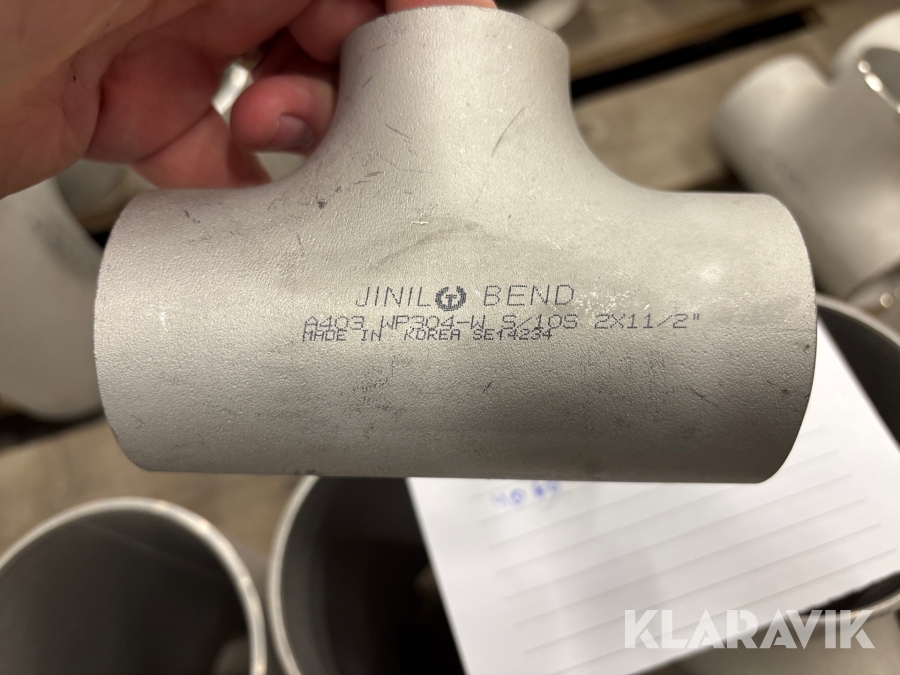 JINIL BEND
A403 WP304-W S/10S 2X11/2"
MADE IN KOREA SE14234
KLARAVIK